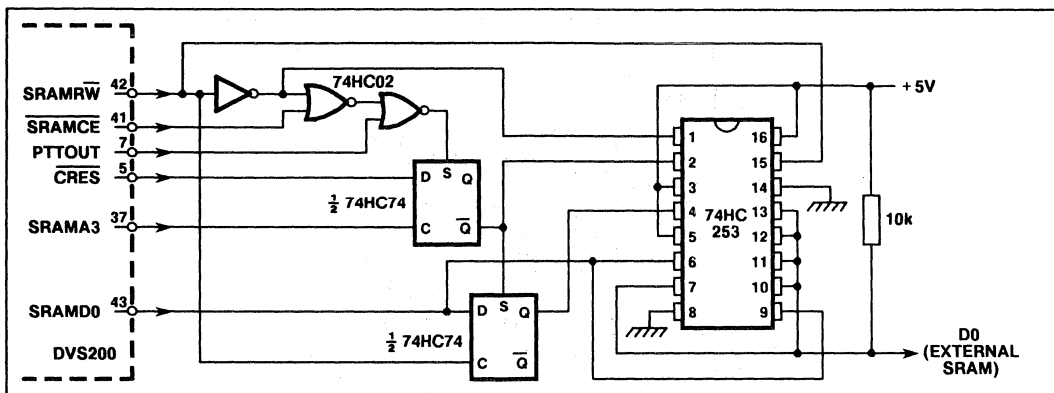 42
SRAMRW̅
41
S̅R̅A̅M̅C̅E̅
7
PTTOUT
5
C̅R̅E̅S̅
37
SRAMA3
43
SRAMD0
DVS200
74HC02
S
D Q
C Q̅
½ 74HC74
S
D Q
C Q̅
½ 74HC74
+5V
1 16
2 15
3 14
4 13
5 12
6 11
7 10
8 9
74HC
253
10k
D0
(EXTERNAL
SRAM)